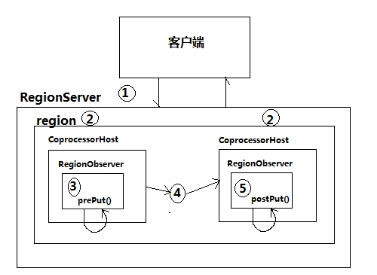 客户端
RegionServer ①
region ② ②
CoprocessorHost CoprocessorHost
RegionObserver RegionObserver
③ ④ ⑤
prePut() postPut()